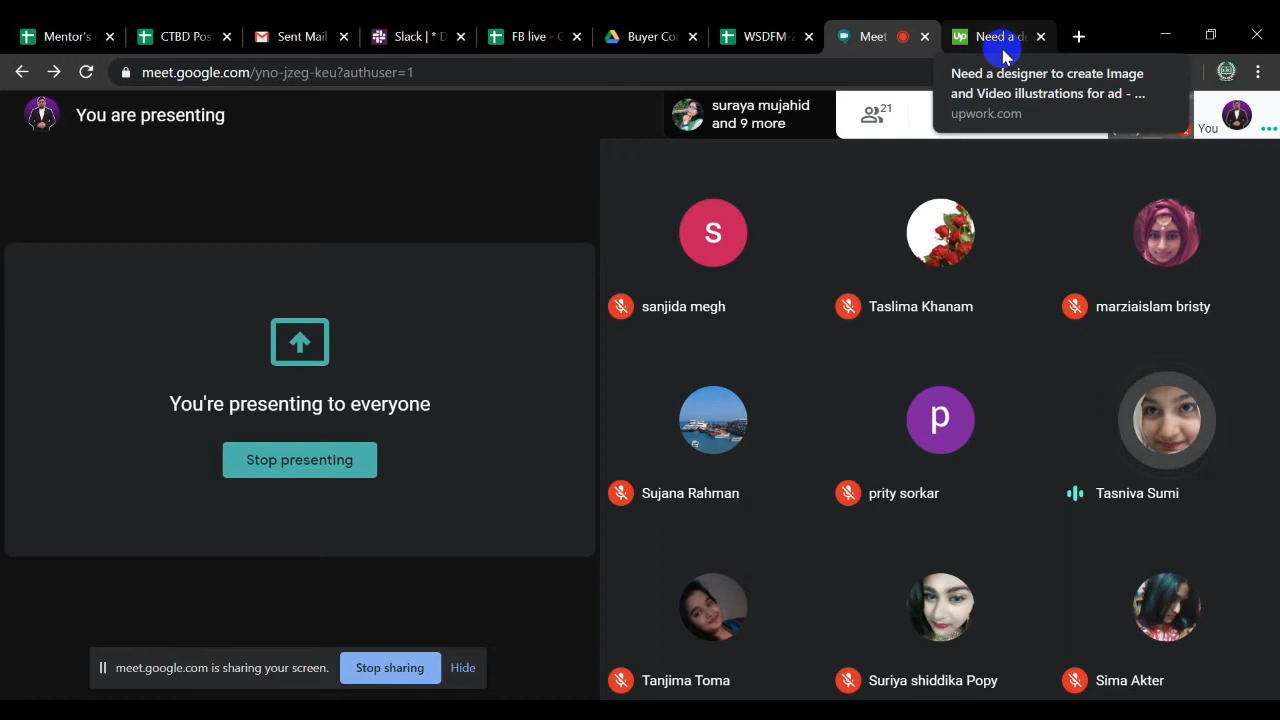 Mentor's
CTBD Pos
Sent Mail
Slack | * D
FB live - G
Buyer Co
WSDFM-2
Meet
Need a de
meet.google.com/yno-jzeg-keu?authuser=1
Need a designer to create Image
and Video illustrations for ad - ...
upwork.com
You are presenting
suraya mujahid
and 9 more
21
You
S
sanjida megh
Taslima Khanam
marziaislam bristy
You're presenting to everyone
Stop presenting
p
Sujana Rahman
prity sorkar
Tasniva Sumi
Tanjima Toma
Suriya shiddika Popy
Sima Akter
meet.google.com is sharing your screen.
Stop sharing
Hide